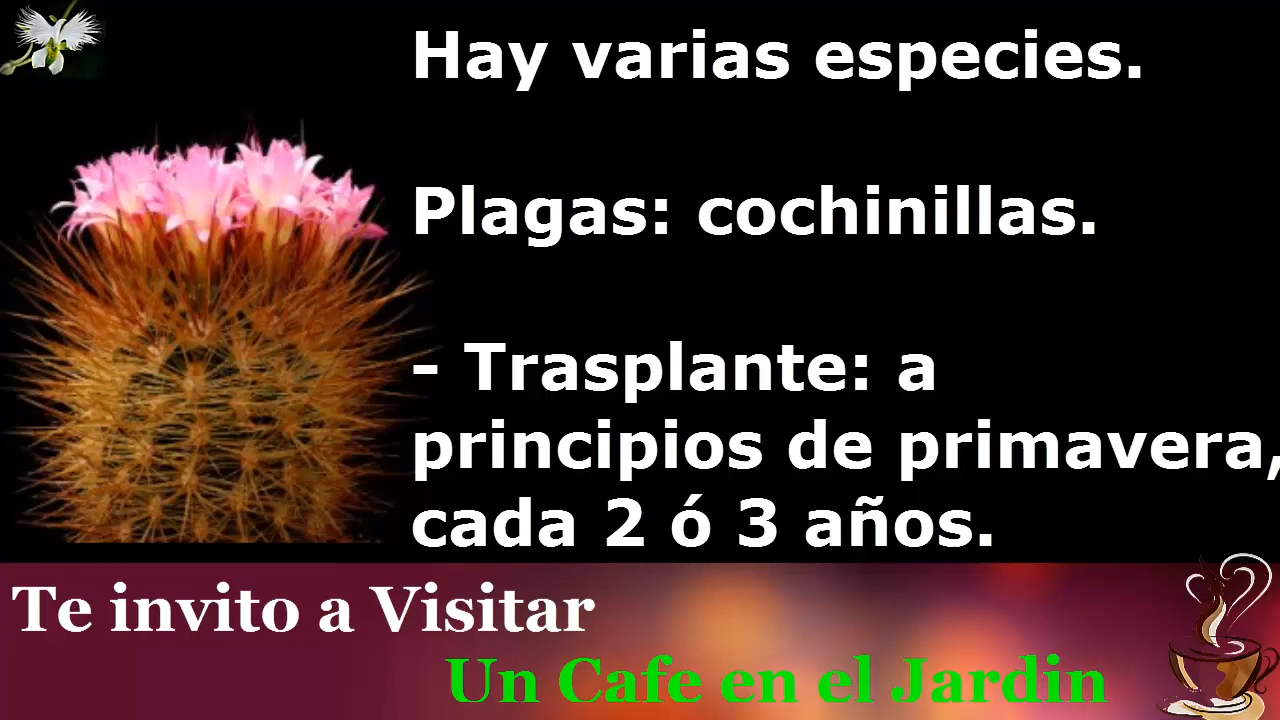 Hay varias especies.
Plagas: cochinillas.
- Trasplante: a
principios de primavera,
cada 2 ó 3 años.
Te invito a Visitar
Un Cafe en el Jardin